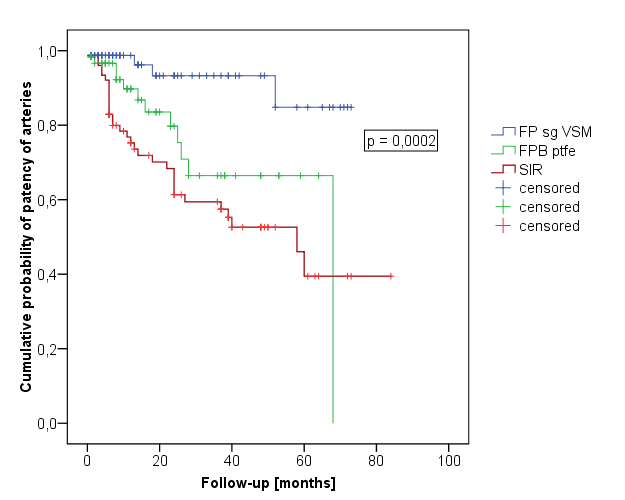 1,0
0,8
0,6
0,4
0,2
0,0
Cumulative probability of patency of arteries
p = 0,0002
FP sg VSM
FPB ptfe
SIR
censored
censored
censored
0 20 40 60 80 100
Follow-up [months]